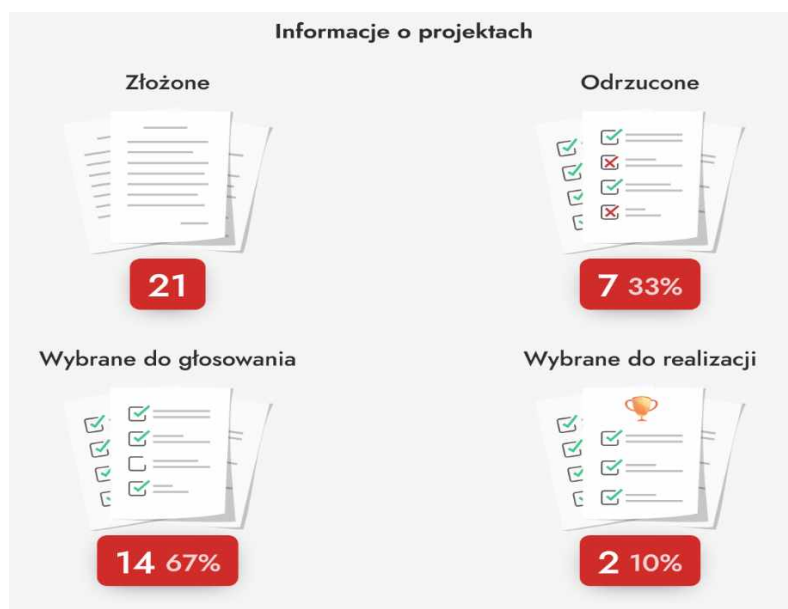 Informacje o projektach
Złożone
Odrzucone
21
7 33%
Wybrane do głosowania
Wybrane do realizacji
14 67%
2 10%